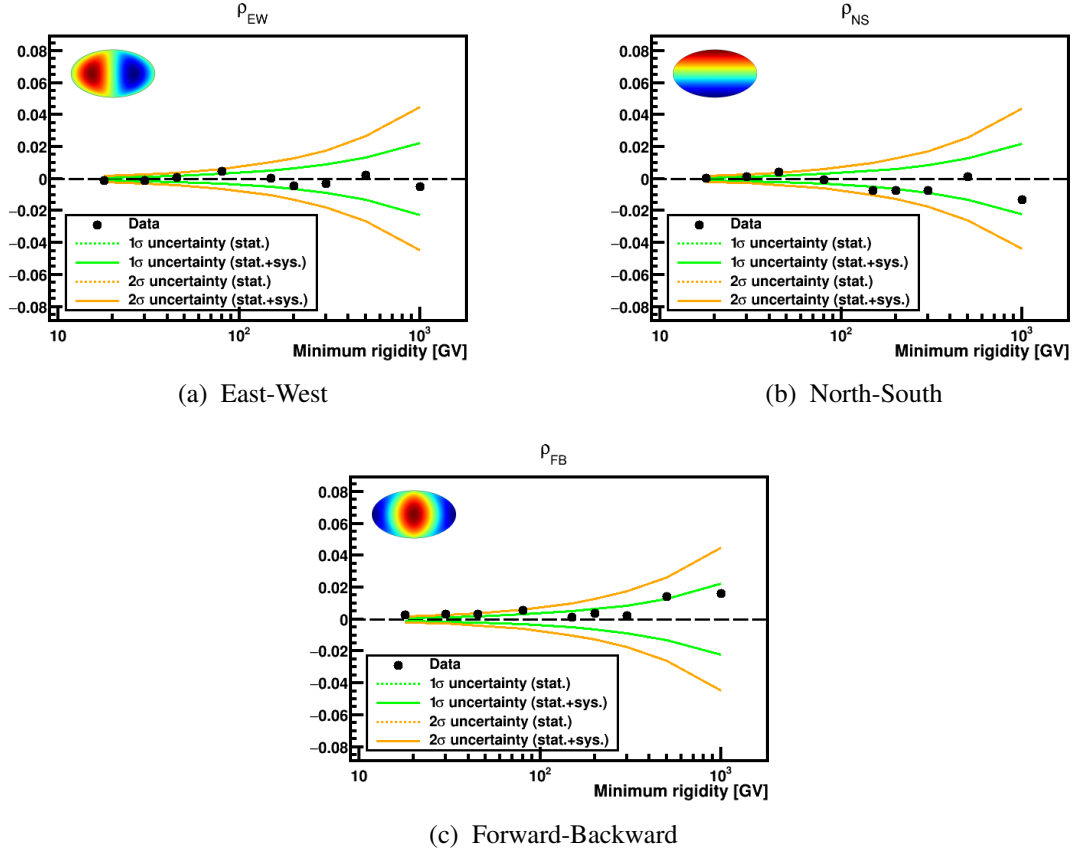 ρEW
0.08
0.06
0.04
0.02
0
−0.02
−0.04
−0.06
−0.08
Data
1σ uncertainty (stat.)
1σ uncertainty (stat.+sys.)
2σ uncertainty (stat.)
2σ uncertainty (stat.+sys.)
10 10² 10³
Minimum rigidity [GV]
(a) East-West
ρNS
0.08
0.06
0.04
0.02
0
−0.02
−0.04
−0.06
−0.08
Data
1σ uncertainty (stat.)
1σ uncertainty (stat.+sys.)
2σ uncertainty (stat.)
2σ uncertainty (stat.+sys.)
10 10² 10³
Minimum rigidity [GV]
(b) North-South
ρFB
0.08
0.06
0.04
0.02
0
−0.02
−0.04
−0.06
−0.08
Data
1σ uncertainty (stat.)
1σ uncertainty (stat.+sys.)
2σ uncertainty (stat.)
2σ uncertainty (stat.+sys.)
10 10² 10³
Minimum rigidity [GV]
(c) Forward-Backward